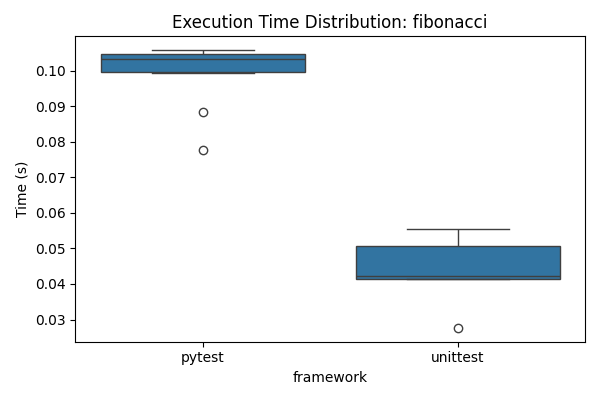 Execution Time Distribution: fibonacci
Time (s)
0.10
0.09
0.08
0.07
0.06
0.05
0.04
0.03
pytest
unittest
framework